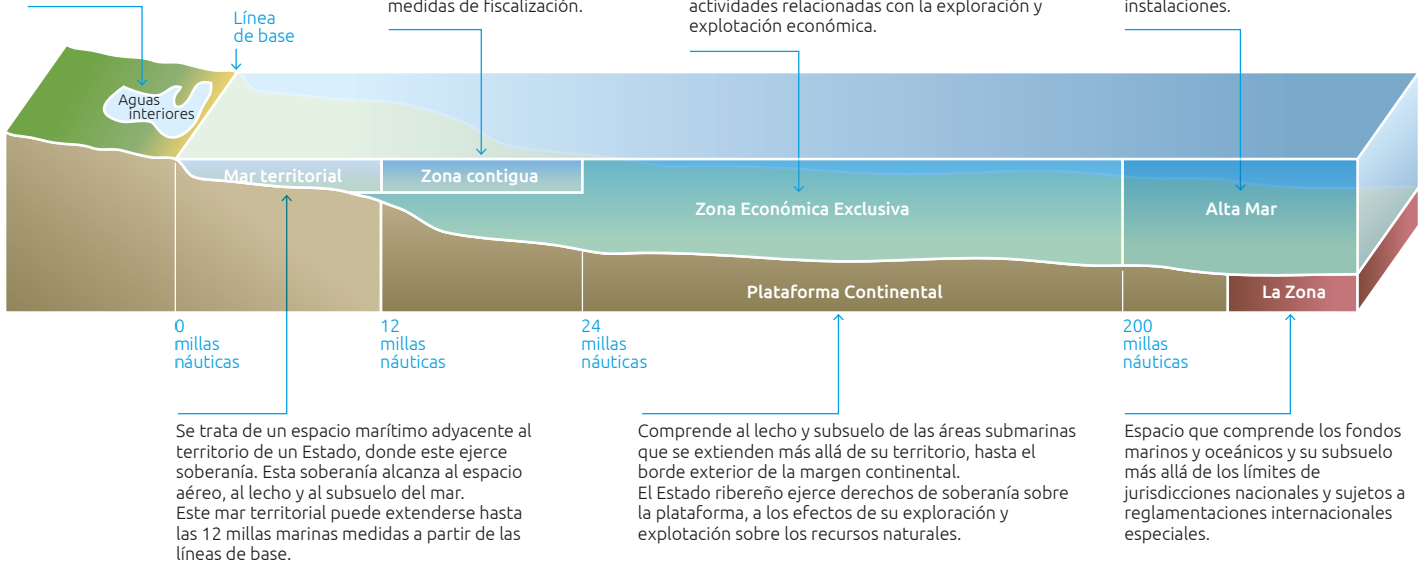 medidas de fiscalización.
actividades relacionadas con la exploración y
explotación económica.
instalaciones.
Línea
de base
Aguas
interiores
Mar territorial
Zona contigua
Zona Económica Exclusiva
Alta Mar
Plataforma Continental
La Zona
0
millas
náuticas
12
millas
náuticas
24
millas
náuticas
200
millas
náuticas
Se trata de un espacio marítimo adyacente al
territorio de un Estado, donde este ejerce
soberanía. Esta soberanía alcanza al espacio
aéreo, al lecho y al subsuelo del mar.
Este mar territorial puede extenderse hasta
las 12 millas marinas medidas a partir de las
líneas de base.
Comprende al lecho y subsuelo de las áreas submarinas
que se extienden más allá de su territorio, hasta el
borde exterior de la margen continental.
El Estado ribereño ejerce derechos de soberanía sobre
la plataforma, a los efectos de su exploración y
explotación sobre los recursos naturales.
Espacio que comprende los fondos
marinos y oceánicos y su subsuelo
más allá de los límites de
jurisdicciones nacionales y sujetos a
reglamentaciones internacionales
especiales.